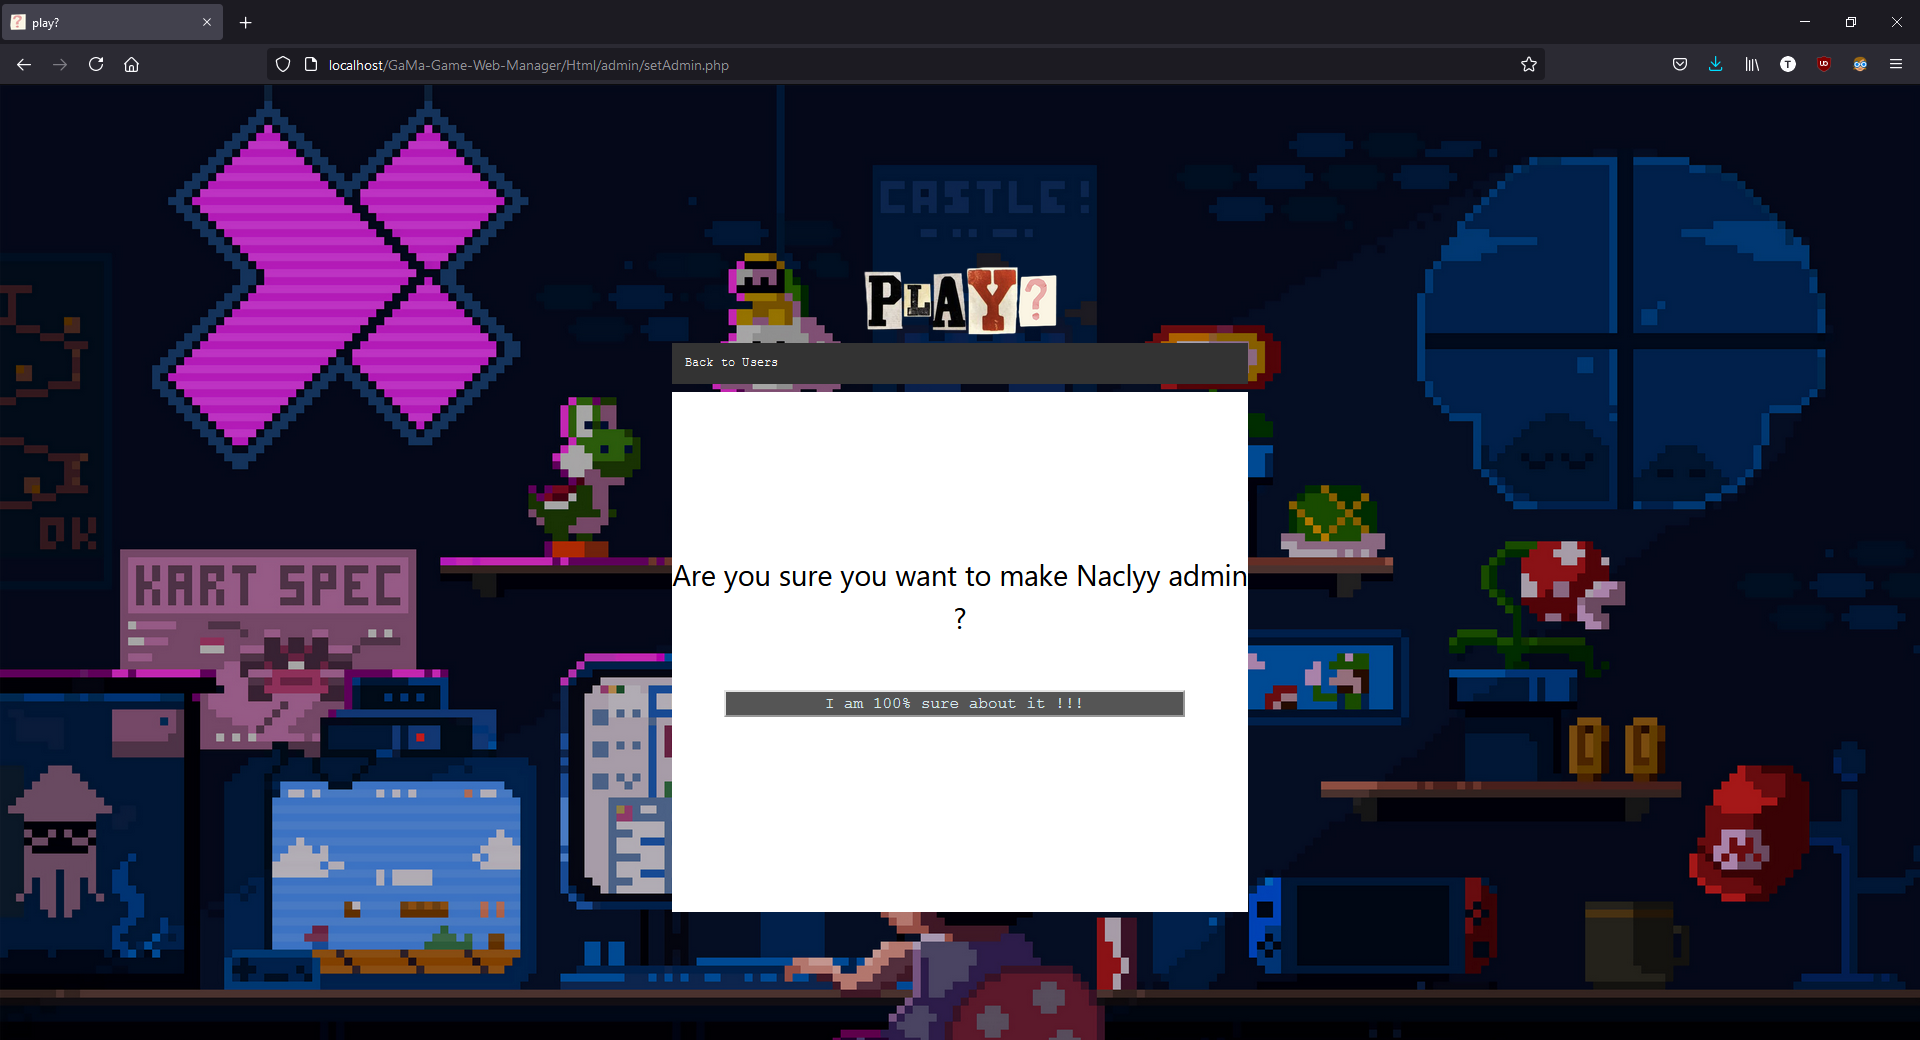 play?
localhost/GaMa-Game-Web-Manager/Html/admin/setAdmin.php
CASTLE!
PLAY?
Back to Users
Are you sure you want to make Naclyy admin
?
I am 100% sure about it !!!
DK
KART SPEC